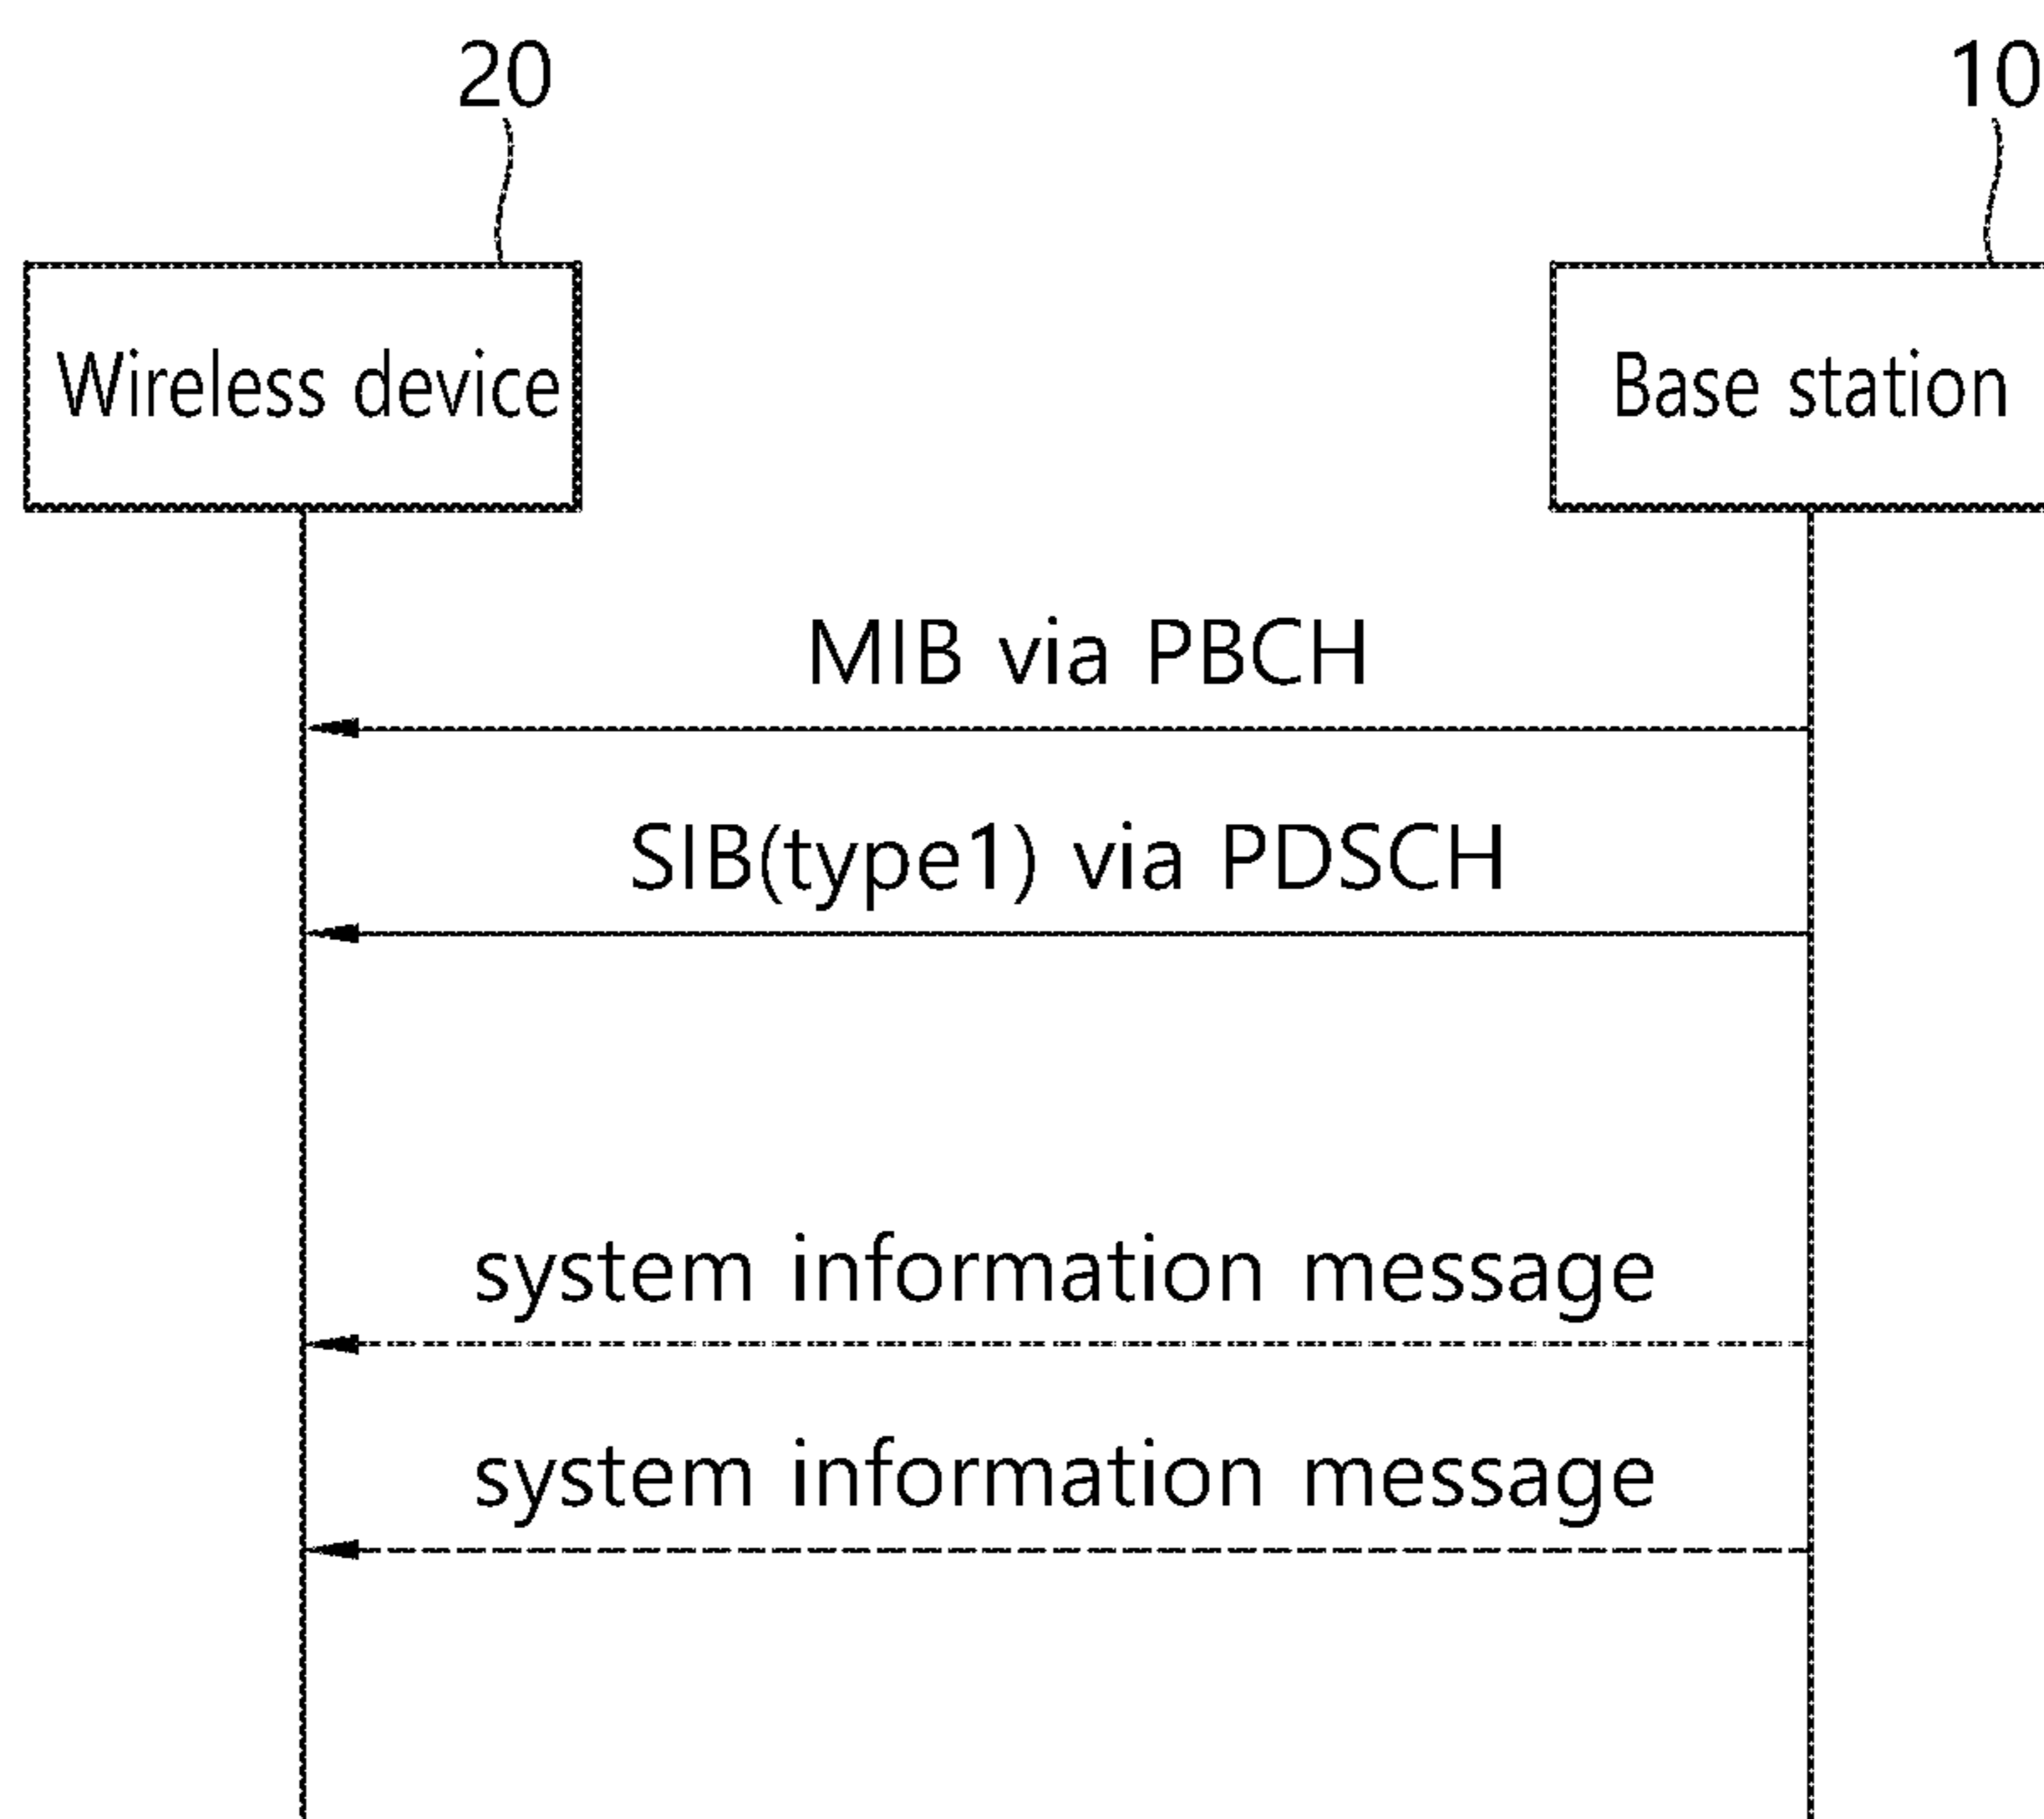 20
10
Wireless device
Base station
MIB via PBCH
SIB(type1) via PDSCH
system information message
system information message